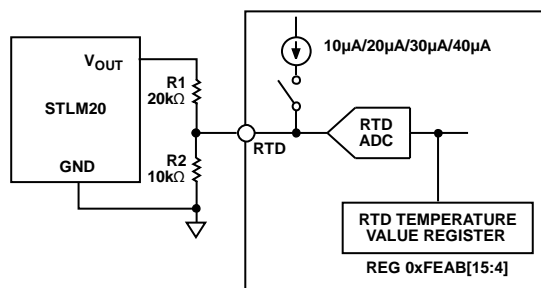 V_OUT
STLM20
GND
R1
20kΩ
R2
10kΩ
10µA/20µA/30µA/40µA
RTD
RTD
ADC
RTD TEMPERATURE
VALUE REGISTER
REG 0xFEAB[15:4]